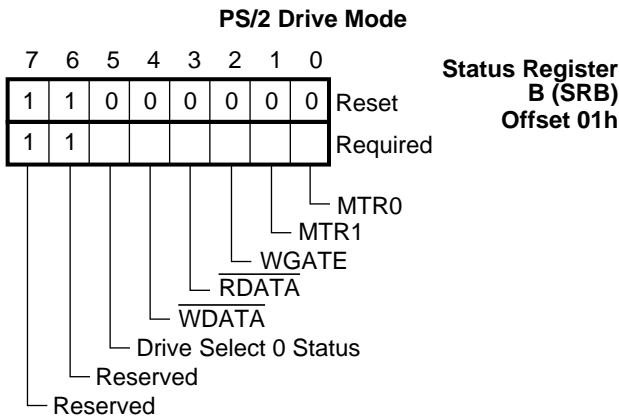 PS/2 Drive Mode
7 6 5 4 3 2 1 0
Status Register
B (SRB)
Offset 01h
1 1 0 0 0 0 0 0 Reset
1 1 Required
MTR0
MTR1
WGATE
RDATA
WDATA
Drive Select 0 Status
Reserved
Reserved